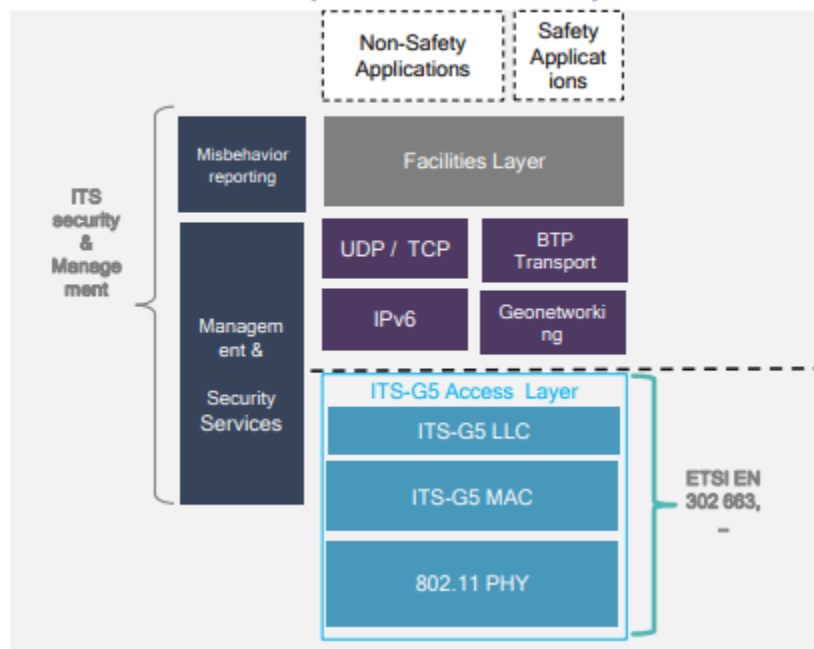 Non-Safety
Applications
Safety
Applicat
ions
Misbehavior
reporting
Facilities Layer
ITS
security
&
Manage
ment
UDP / TCP
BTP
Transport
IPv6
Geonetworki
ng
Managem
ent &
Security
Services
ITS-G5 Access Layer
ITS-G5 LLC
ITS-G5 MAC
802.11 PHY
ETSI EN
302 663,
...